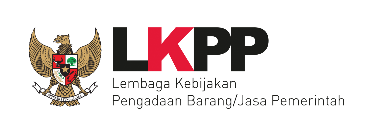 LKPP
Lembaga Kebijakan
Pengadaan Barang/Jasa Pemerintah